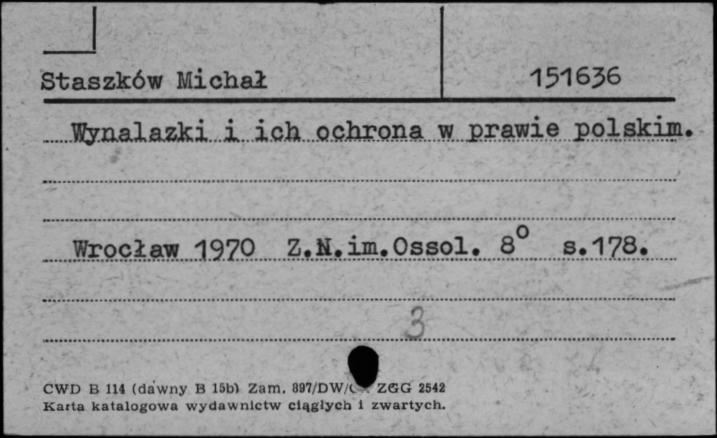 Staszków Michał 151636
Wynalazki i ich ochrona w prawie polskim.
Wrocław 1970 Z.N.im.Ossol. 8° s.178.
3
CWD B 114 (dawny B 15b) Zam. 897/DW/ ZGG 2542
Karta katalogowa wydawnictw ciągłych i zwartych.